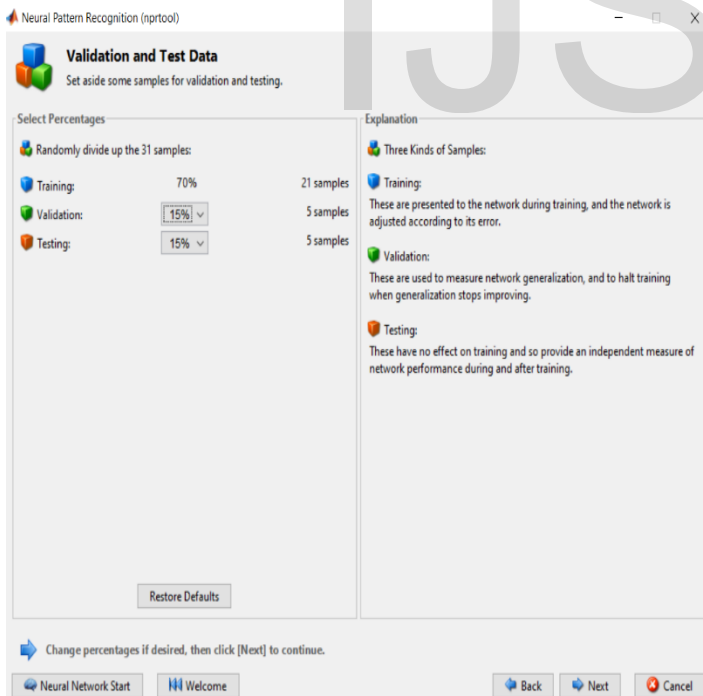 Neural Pattern Recognition (nprtool)
IJS
Validation and Test Data
Set aside some samples for validation and testing.
Select Percentages
Randomly divide up the 31 samples:
Training: 70% 21 samples
Validation: 15% 5 samples
Testing: 15% 5 samples
Restore Defaults
Explanation
Three Kinds of Samples:
Training:
These are presented to the network during training, and the network is
adjusted according to its error.
Validation:
These are used to measure network generalization, and to halt training
when generalization stops improving.
Testing:
These have no effect on training and so provide an independent measure of
network performance during and after training.
Change percentages if desired, then click [Next] to continue.
Neural Network Start Welcome Back Next Cancel